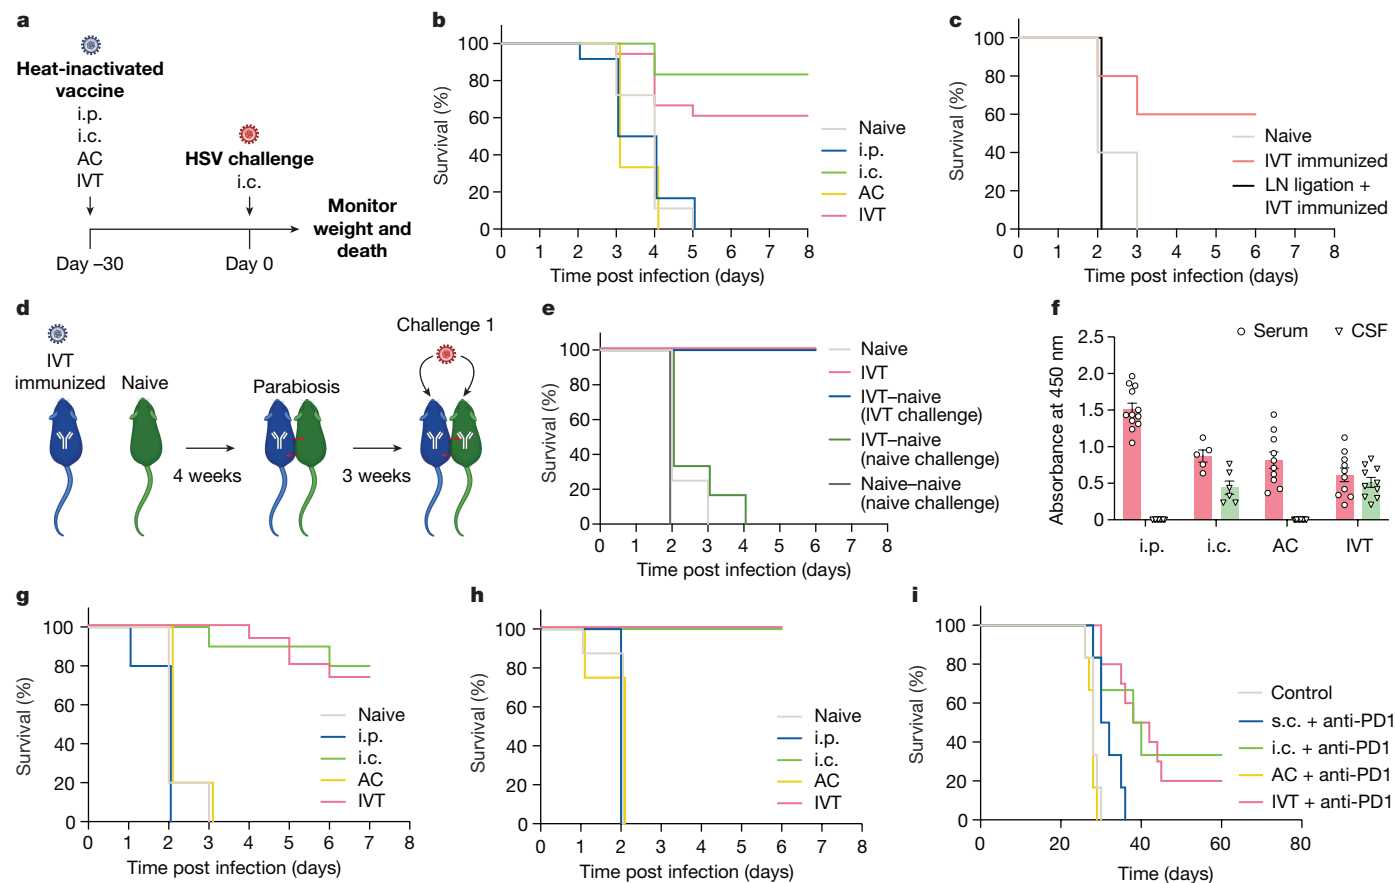 a
Heat-inactivated
vaccine
i.p.
i.c.
AC
IVT
HSV challenge
i.c.
Monitor
weight and
death
Day –30
Day 0
b
Survival (%)
100
80
60
40
20
0
0 1 2 3 4 5 6 7 8
Time post infection (days)
Naive
i.p.
i.c.
AC
IVT
c
Survival (%)
100
80
60
40
20
0
0 1 2 3 4 5 6 7 8
Time post infection (days)
Naive
IVT immunized
LN ligation +
IVT immunized
d
IVT
immunized
Naive
4 weeks
Parabiosis
3 weeks
Challenge 1
e
Survival (%)
100
80
60
40
20
0
0 1 2 3 4 5 6 7 8
Time post infection (days)
Naive
IVT
IVT–naive
(IVT challenge)
IVT–naive
(naive challenge)
Naive–naive
(naive challenge)
f
Serum CSF
Absorbance at 450 nm
2.5
2.0
1.5
1.0
0.5
0
i.p. i.c. AC IVT
g
Survival (%)
100
80
60
40
20
0
0 1 2 3 4 5 6 7 8
Time post infection (days)
Naive
i.p.
i.c.
AC
IVT
h
Survival (%)
100
80
60
40
20
0
0 1 2 3 4 5 6 7 8
Time post infection (days)
Naive
i.p.
i.c.
AC
IVT
i
Survival (%)
100
80
60
40
20
0
0 20 40 60 80
Time (days)
Control
s.c. + anti-PD1
i.c. + anti-PD1
AC + anti-PD1
IVT + anti-PD1